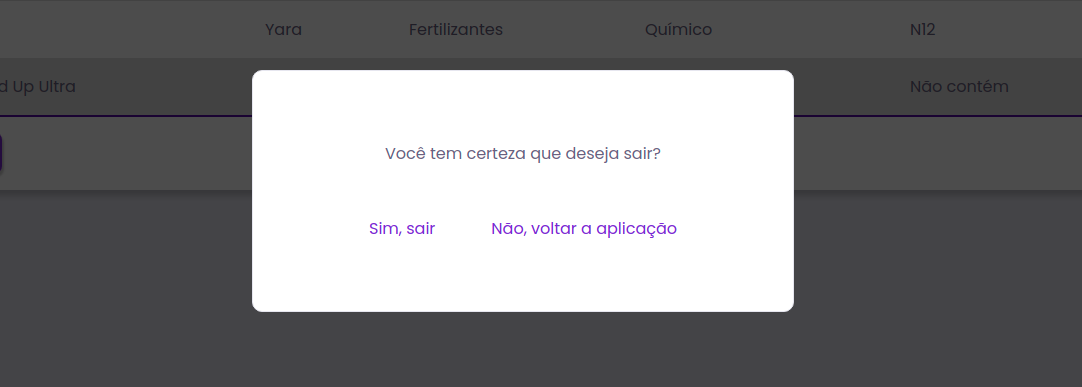 Yara Fertilizantes Químico N12
d Up Ultra Não contém
Você tem certeza que deseja sair?
Sim, sair Não, voltar a aplicação